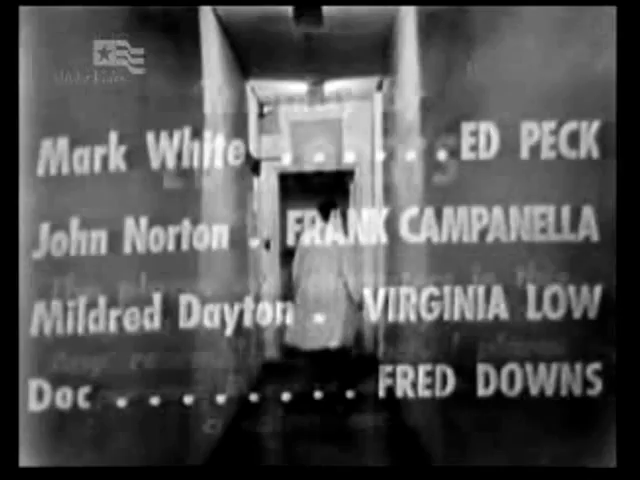 Mark White . . . . . . ED PECK
John Norton . FRANK CAMPANELLA
Mildred Dayton . VIRGINIA LOW
Doc . . . . . . . . FRED DOWNS